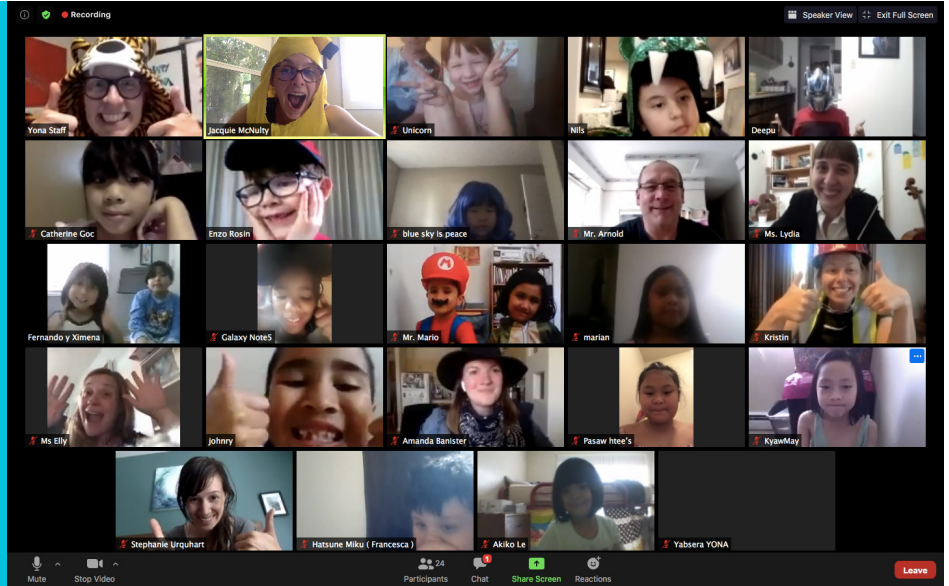 Recording
Speaker View
Exit Full Screen
Yona Staff
Jacquie McNulty
Unicorn
Nils
Deepu
Catherine Goc
Enzo Rosin
blue sky is peace
Mr. Arnold
Ms. Lydia
Fernando y Ximena
Galaxy Note5
Mr. Mario
marian
Kristin
Ms Elly
Johnry
Amanda Banister
Pasaw htee's
KyawMay
Stephanie Urquhart
Hatsune Miku ( Francesca )
Akiko Le
Yabsera YONA
Mute
Stop Video
24
Participants
1
Chat
Share Screen
Reactions
Leave